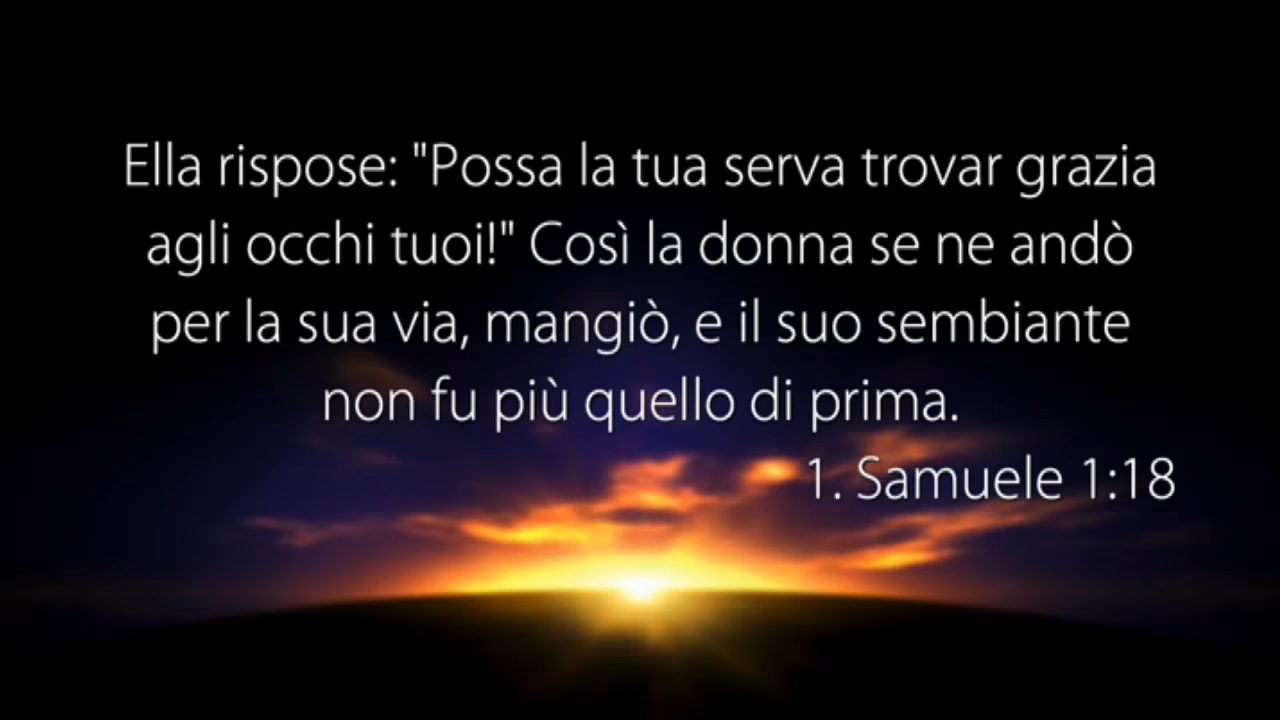 Ella rispose: "Possa la tua serva trovar grazia
agli occhi tuoi!" Così la donna se ne andò
per la sua via, mangiò, e il suo sembiante
non fu più quello di prima.
1. Samuele 1:18